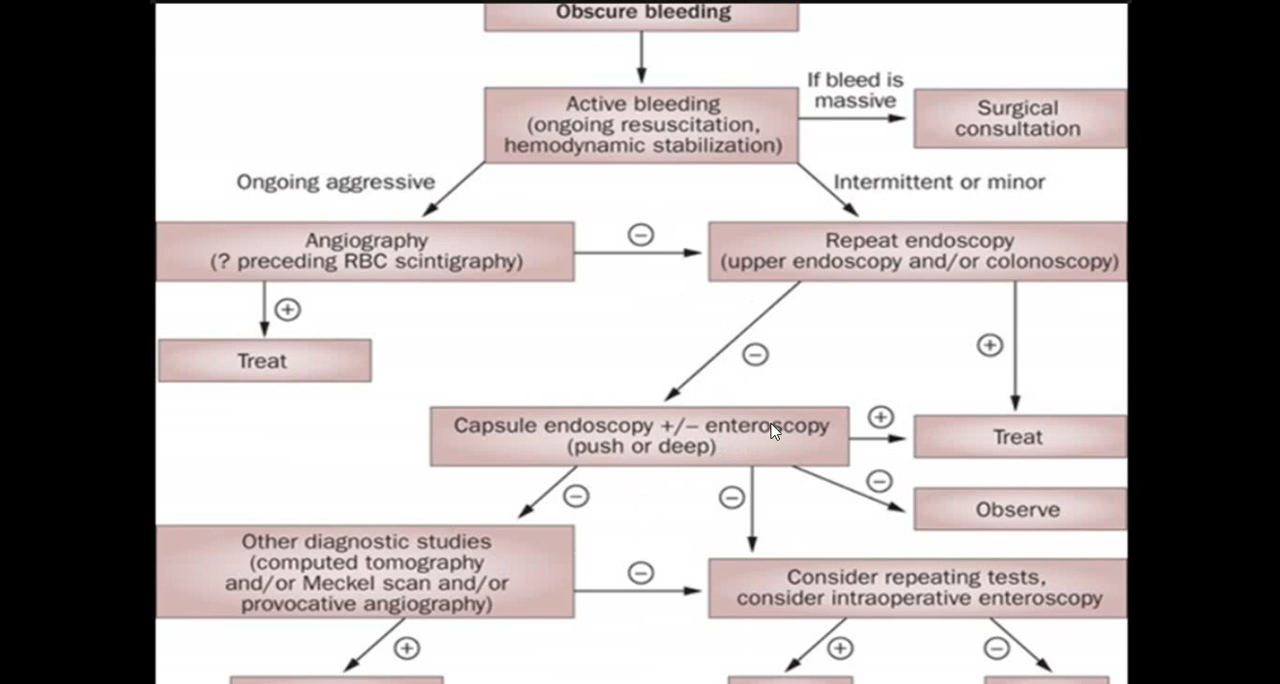 Obscure bleeding
If bleed is
massive
Active bleeding
(ongoing resuscitation,
hemodynamic stabilization)
Surgical
consultation
Ongoing aggressive
Intermittent or minor
Angiography
(? preceding RBC scintigraphy)
−
Repeat endoscopy
(upper endoscopy and/or colonoscopy)
+
Treat
−
+
Capsule endoscopy +/− enteroscopy
(push or deep)
+
Treat
−
−
−
Observe
Other diagnostic studies
(computed tomography
and/or Meckel scan and/or
provocative angiography)
−
Consider repeating tests,
consider intraoperative enteroscopy
+
+
−